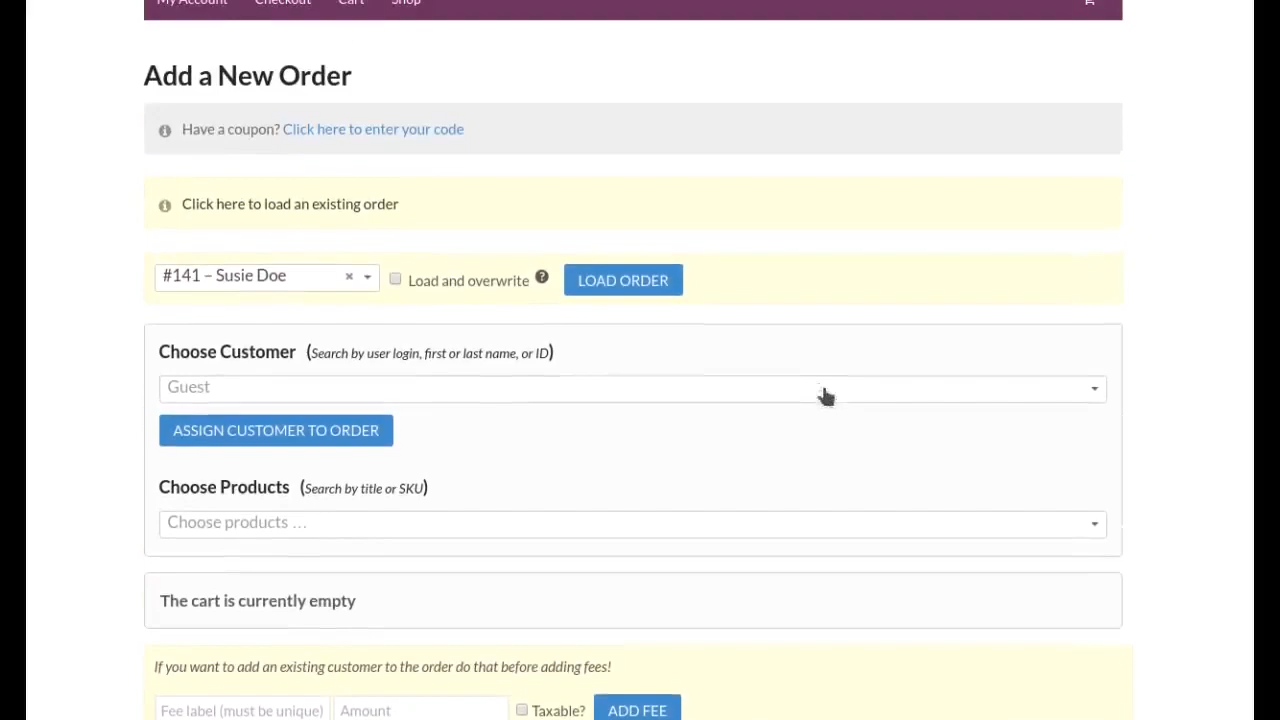 My Account Checkout Cart Shop
Add a New Order
Have a coupon? Click here to enter your code
Click here to load an existing order
#141 – Susie Doe × Load and overwrite ? LOAD ORDER
Choose Customer (Search by user login, first or last name, or ID)
Guest
ASSIGN CUSTOMER TO ORDER
Choose Products (Search by title or SKU)
Choose products …
The cart is currently empty
If you want to add an existing customer to the order do that before adding fees!
Fee label (must be unique) Amount Taxable? ADD FEE